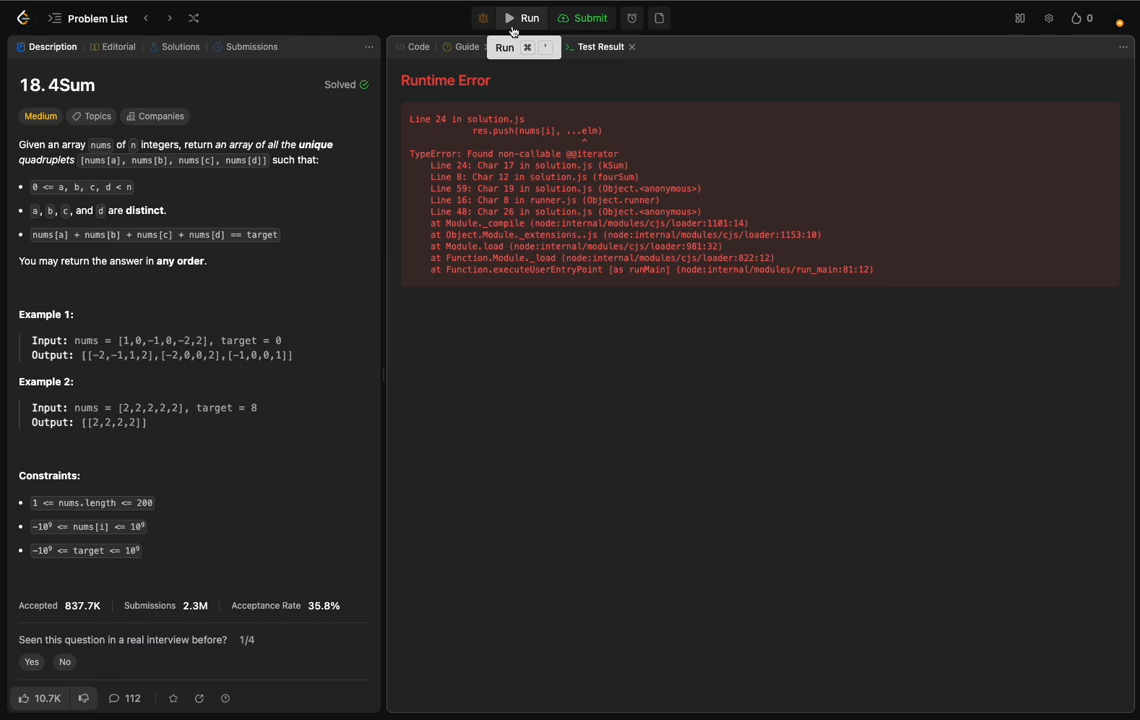 Problem List
Run
Submit
0
Description
Editorial
Solutions
Submissions
18. 4Sum
Solved
Medium
Topics
Companies
Given an array nums of n integers, return an array of all the unique
quadruplets [nums[a], nums[b], nums[c], nums[d]] such that:
• 0 <= a, b, c, d < n
• a, b, c, and d are distinct.
• nums[a] + nums[b] + nums[c] + nums[d] == target
You may return the answer in any order.
Example 1:
Input: nums = [1,0,-1,0,-2,2], target = 0
Output: [[-2,-1,1,2],[-2,0,0,2],[-1,0,0,1]]
Example 2:
Input: nums = [2,2,2,2,2], target = 8
Output: [[2,2,2,2]]
Constraints:
• 1 <= nums.length <= 200
• -10⁹ <= nums[i] <= 10⁹
• -10⁹ <= target <= 10⁹
Accepted 837.7K
Submissions 2.3M
Acceptance Rate 35.8%
Seen this question in a real interview before? 1/4
Yes
No
10.7K
112
Code
Guide
Run ⌘ '
Test Result
Runtime Error
Line 24 in solution.js
res.push(nums[i], ...elm)
^
TypeError: Found non-callable @@iterator
Line 24: Char 17 in solution.js (kSum)
Line 8: Char 12 in solution.js (fourSum)
Line 59: Char 19 in solution.js (Object.<anonymous>)
Line 16: Char 8 in runner.js (Object.runner)
Line 48: Char 26 in solution.js (Object.<anonymous>)
at Module._compile (node:internal/modules/cjs/loader:1101:14)
at Object.Module._extensions..js (node:internal/modules/cjs/loader:1153:10)
at Module.load (node:internal/modules/cjs/loader:981:32)
at Function.Module._load (node:internal/modules/cjs/loader:822:12)
at Function.executeUserEntryPoint [as runMain] (node:internal/modules/run_main:81:12)